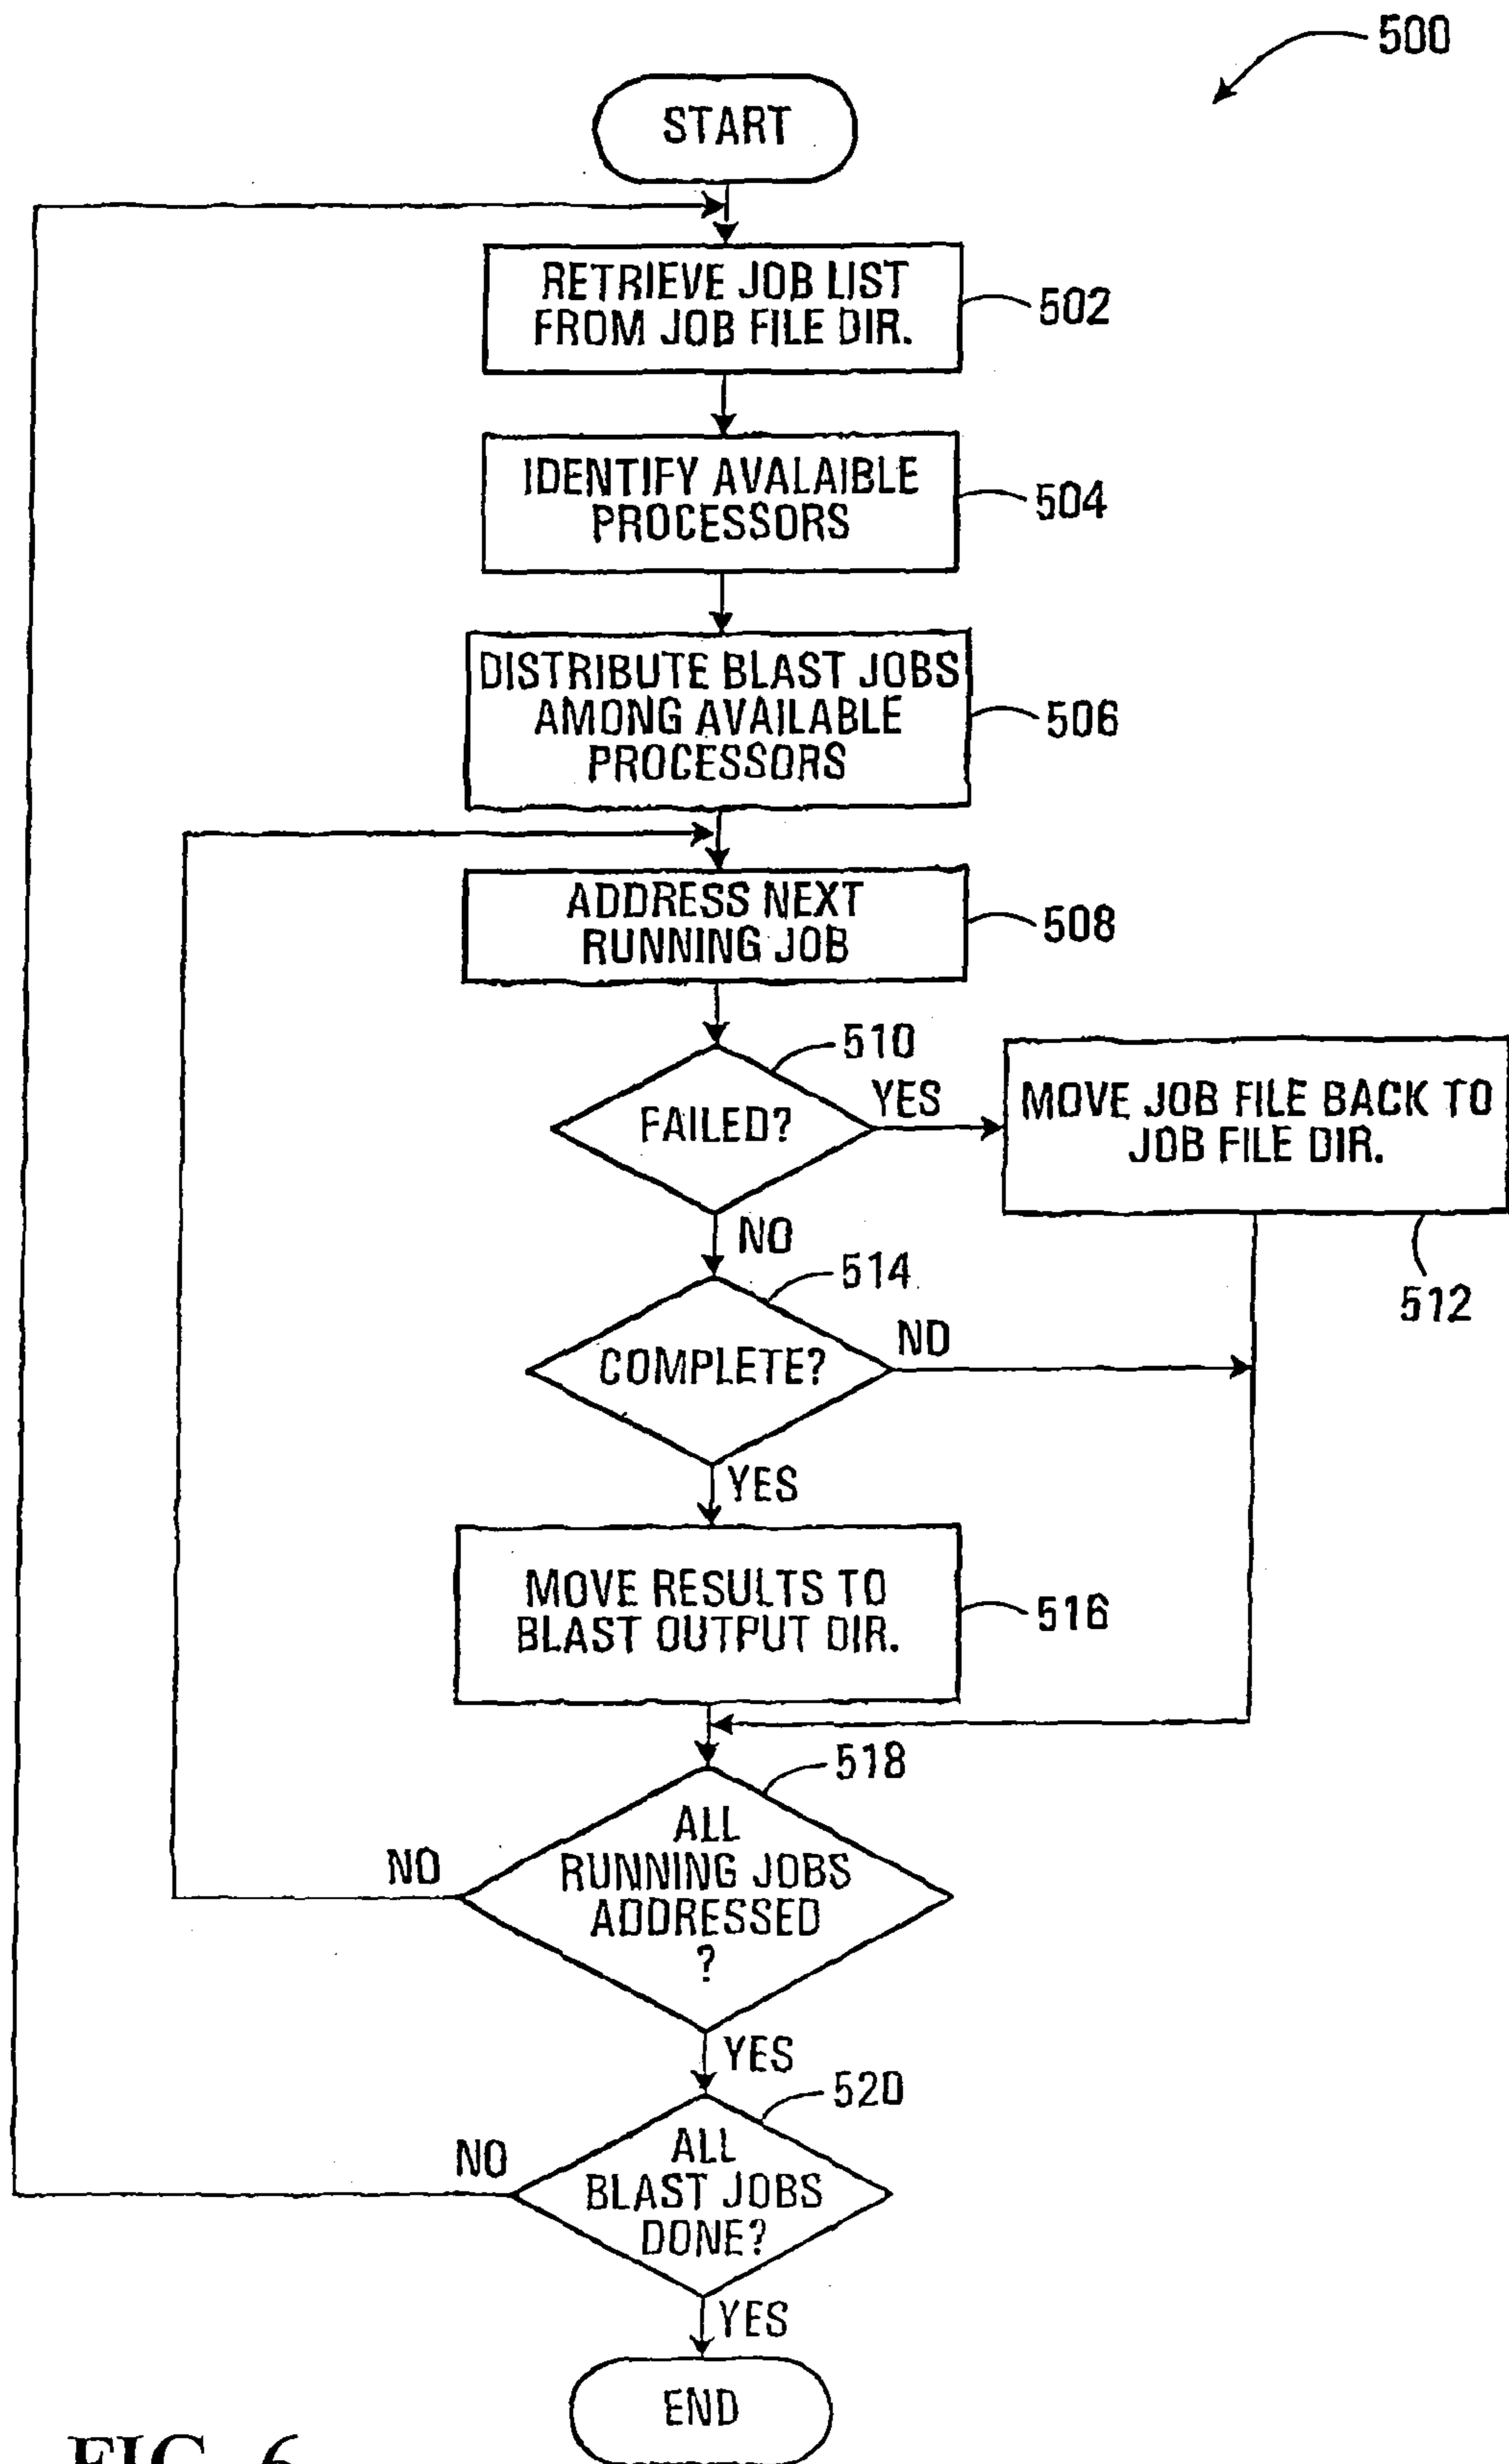 500
START
RETRIEVE JOB LIST
FROM JOB FILE DIR.
502
IDENTIFY AVALAIBLE
PROCESSORS
504
DISTRIBUTE BLAST JOBS
AMONG AVAILABLE
PROCESSORS
506
ADDRESS NEXT
RUNNING JOB
508
510
FAILED?
YES
MOVE JOB FILE BACK TO
JOB FILE DIR.
512
NO
514
COMPLETE?
NO
YES
MOVE RESULTS TO
BLAST OUTPUT DIR.
516
518
ALL
RUNNING JOBS
ADDRESSED
?
NO
YES
520
ALL
BLAST JOBS
DONE?
NO
YES
END
FIG. 6